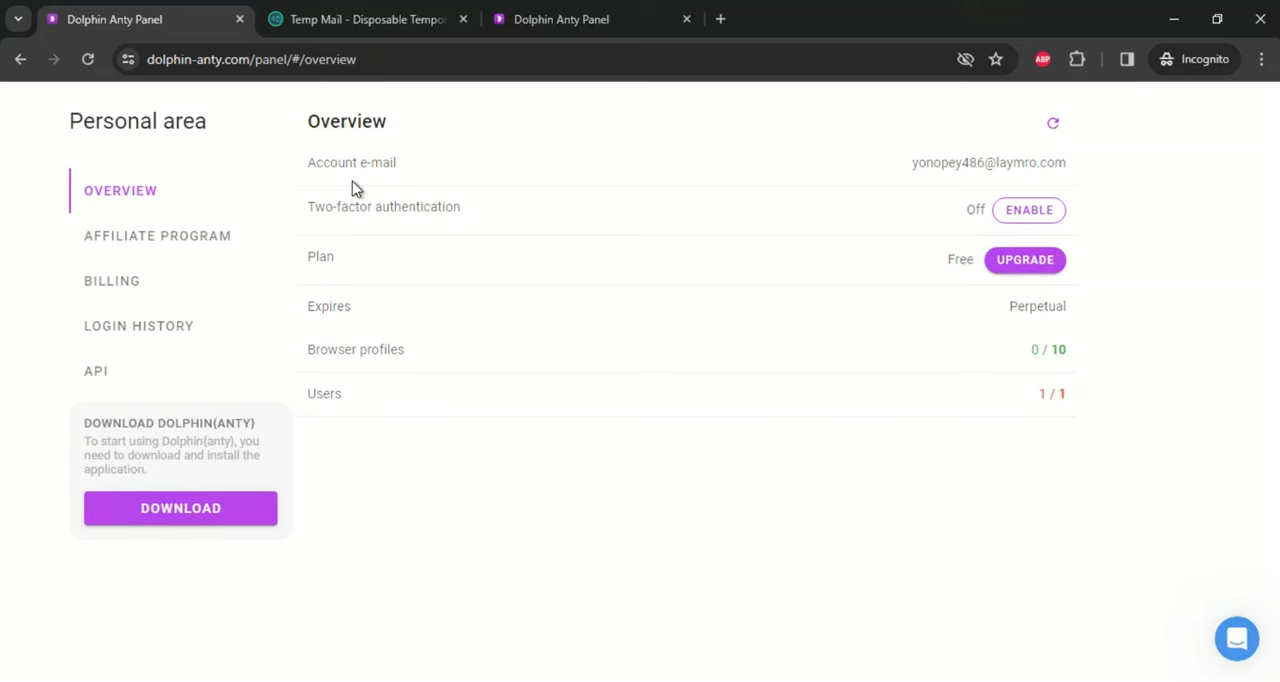 Dolphin Anty Panel
Temp Mail - Disposable Tempo
Dolphin Anty Panel
dolphin-anty.com/panel/#/overview
ABP
Incognito
Personal area
OVERVIEW
AFFILIATE PROGRAM
BILLING
LOGIN HISTORY
API
DOWNLOAD DOLPHIN{ANTY}
To start using Dolphin{anty}, you
need to download and install the
application.
DOWNLOAD
Overview
Account e-mail yonopey486@laymro.com
Two-factor authentication Off ENABLE
Plan Free UPGRADE
Expires Perpetual
Browser profiles 0 / 10
Users 1 / 1